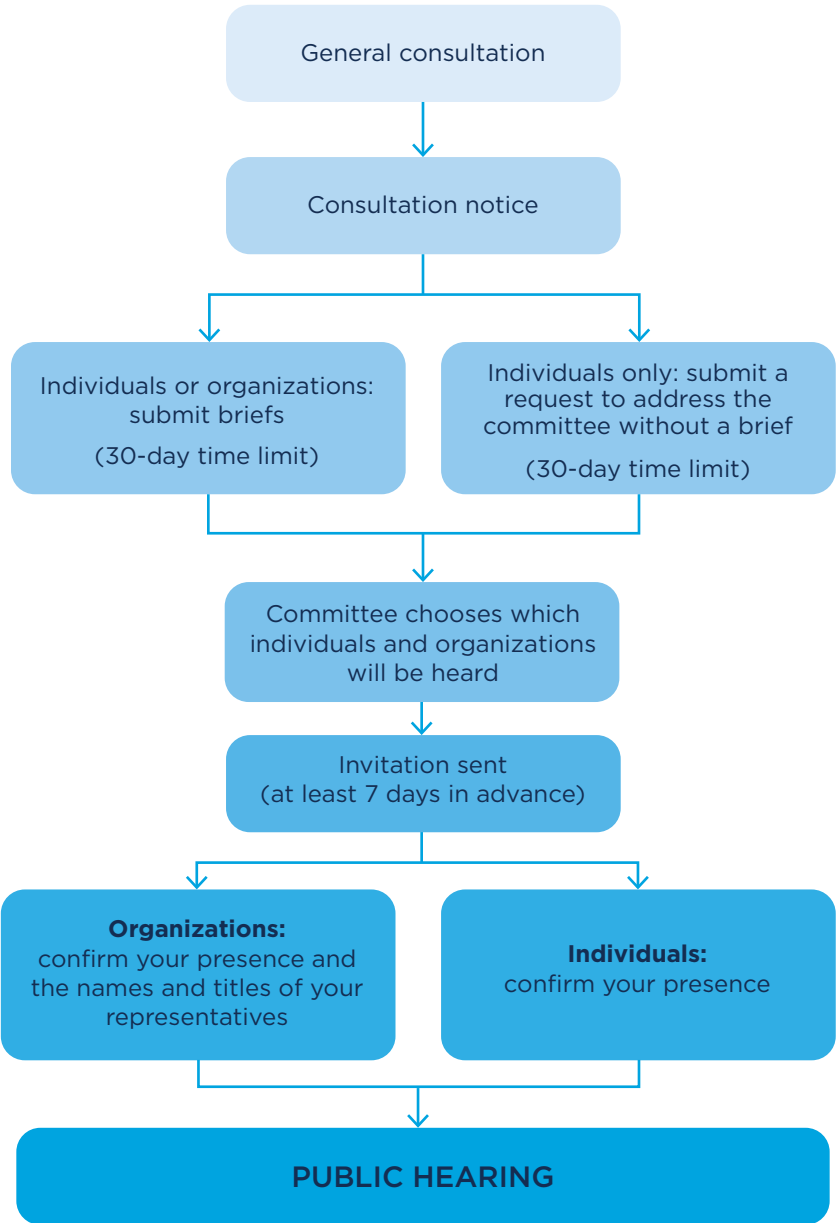 General consultation
Consultation notice
Individuals or organizations:
submit briefs
(30-day time limit)
Individuals only: submit a
request to address the
committee without a brief
(30-day time limit)
Committee chooses which
individuals and organizations
will be heard
Invitation sent
(at least 7 days in advance)
Organizations:
confirm your presence and
the names and titles of your
representatives
Individuals:
confirm your presence
PUBLIC HEARING